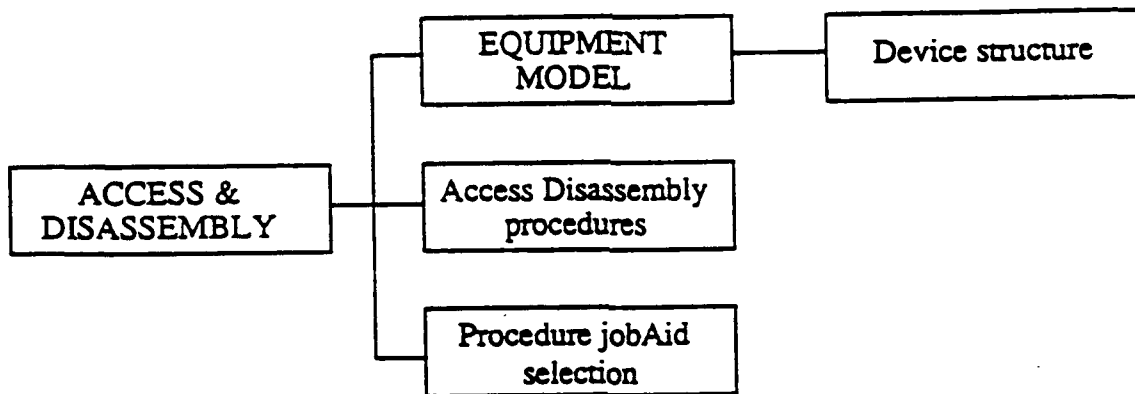 EQUIPMENT
MODEL
Device structure
ACCESS &
DISASSEMBLY
Access Disassembly
procedures
Procedure jobAid
selection